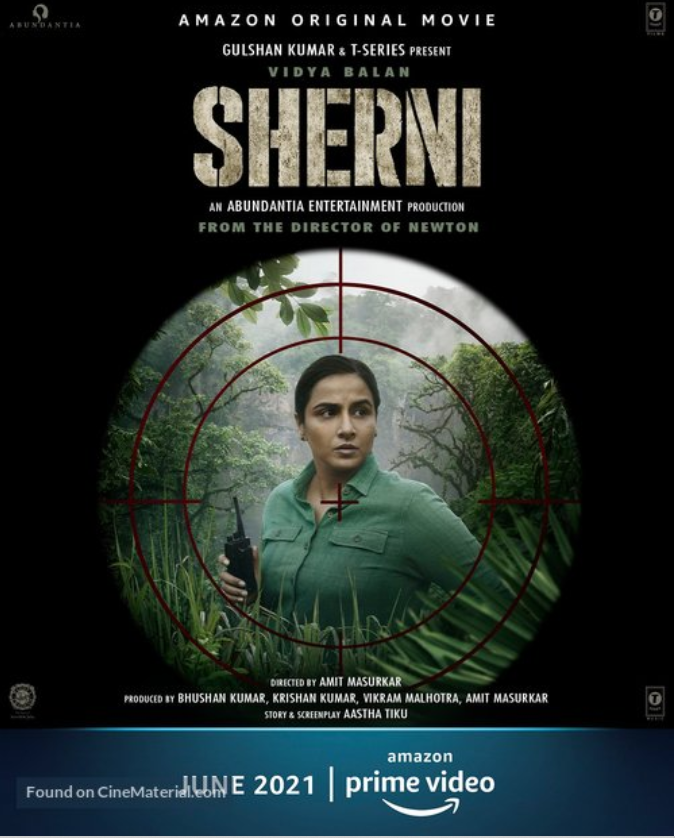 ABUNDANTIA
AMAZON ORIGINAL MOVIE
GULSHAN KUMAR & T-SERIES PRESENT
VIDYA BALAN
SHERNI
AN ABUNDANTIA ENTERTAINMENT PRODUCTION
FROM THE DIRECTOR OF NEWTON
DIRECTED BY AMIT MASURKAR
PRODUCED BY BHUSHAN KUMAR, KRISHAN KUMAR, VIKRAM MALHOTRA, AMIT MASURKAR
STORY & SCREENPLAY AASTHA TIKU
JUNE 2021 | amazon
prime video
Found on CineMaterial.com